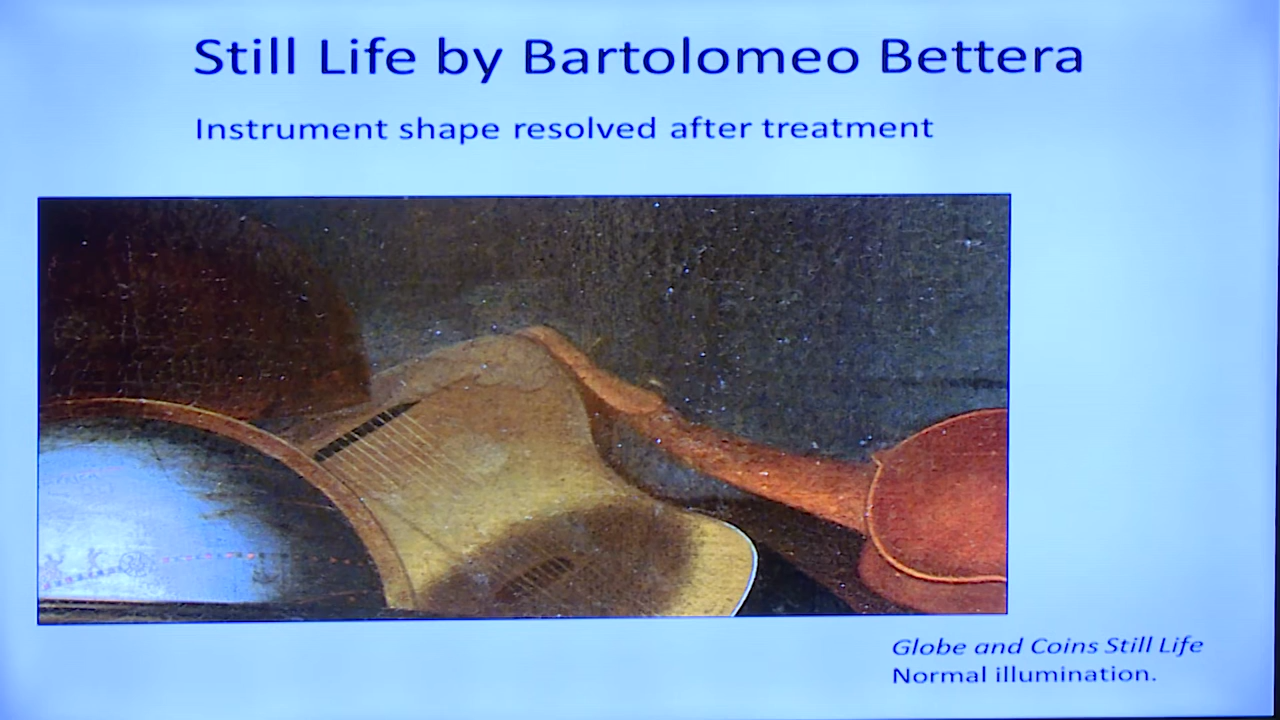 Still Life by Bartolomeo Bettera
Instrument shape resolved after treatment
Globe and Coins Still Life
Normal illumination.